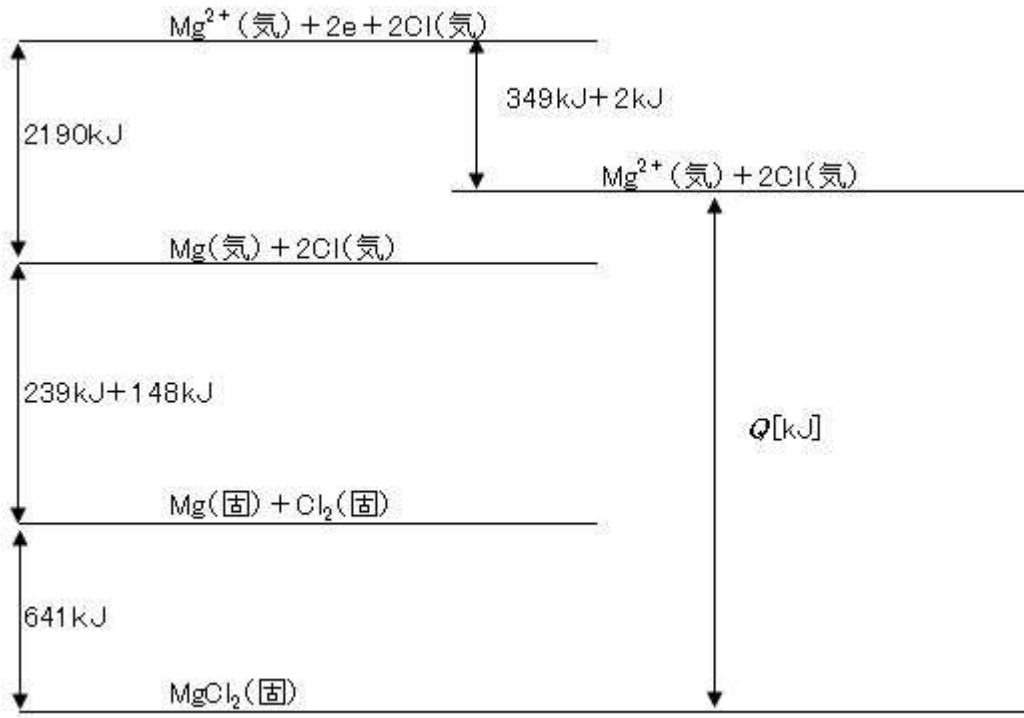 Mg²⁺(気)+2e+2Cl(気)
349kJ+2kJ
2190kJ
Mg²⁺(気)+2Cl(気)
Mg(気)+2Cl(気)
239kJ+148kJ
Q[kJ]
Mg(固)+Cl₂(固)
641kJ
MgCl₂(固)